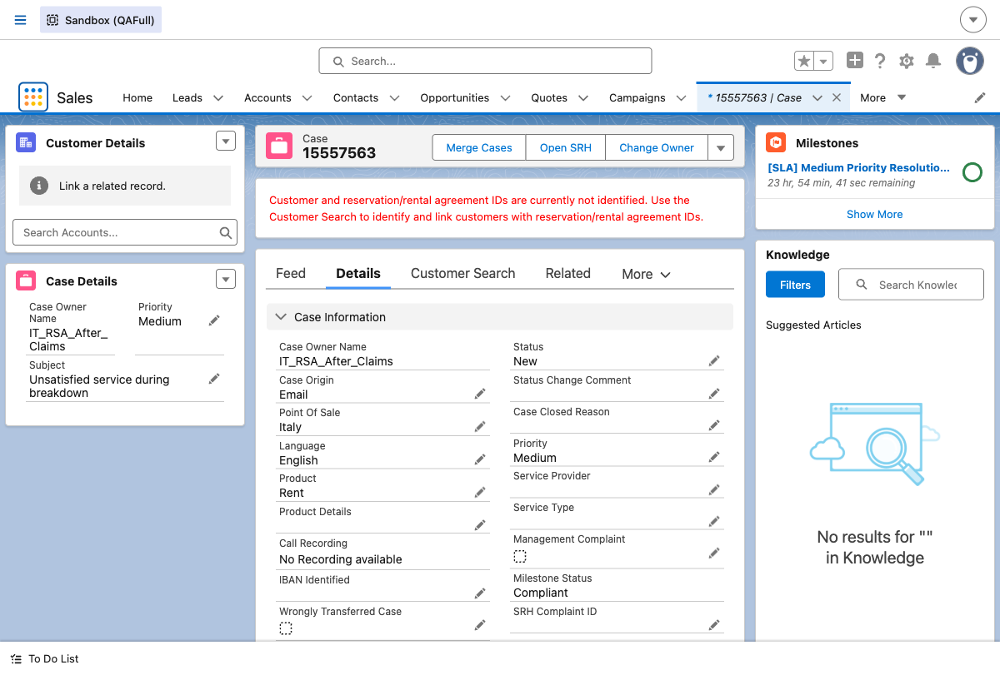 Sandbox (QAFull)
Search...
Sales
Home
Leads
Accounts
Contacts
Opportunities
Quotes
Campaigns
* 15557563 | Case
More
Customer Details
Link a related record.
Search Accounts...
Case Details
Case Owner
Name
IT_RSA_After_
Claims
Priority
Medium
Subject
Unsatisfied service during
breakdown
Case
15557563
Merge Cases
Open SRH
Change Owner
Customer and reservation/rental agreement IDs are currently not identified. Use the
Customer Search to identify and link customers with reservation/rental agreement IDs.
Feed
Details
Customer Search
Related
More
Case Information
Case Owner Name
IT_RSA_After_Claims
Case Origin
Email
Point Of Sale
Italy
Language
English
Product
Rent
Product Details
Call Recording
No Recording available
IBAN Identified
Wrongly Transferred Case
Status
New
Status Change Comment
Case Closed Reason
Priority
Medium
Service Provider
Service Type
Management Complaint
Milestone Status
Compliant
SRH Complaint ID
Milestones
[SLA] Medium Priority Resolutio...
23 hr, 54 min, 41 sec remaining
Show More
Knowledge
Filters
Search Knowlec
Suggested Articles
No results for ""
in Knowledge
To Do List